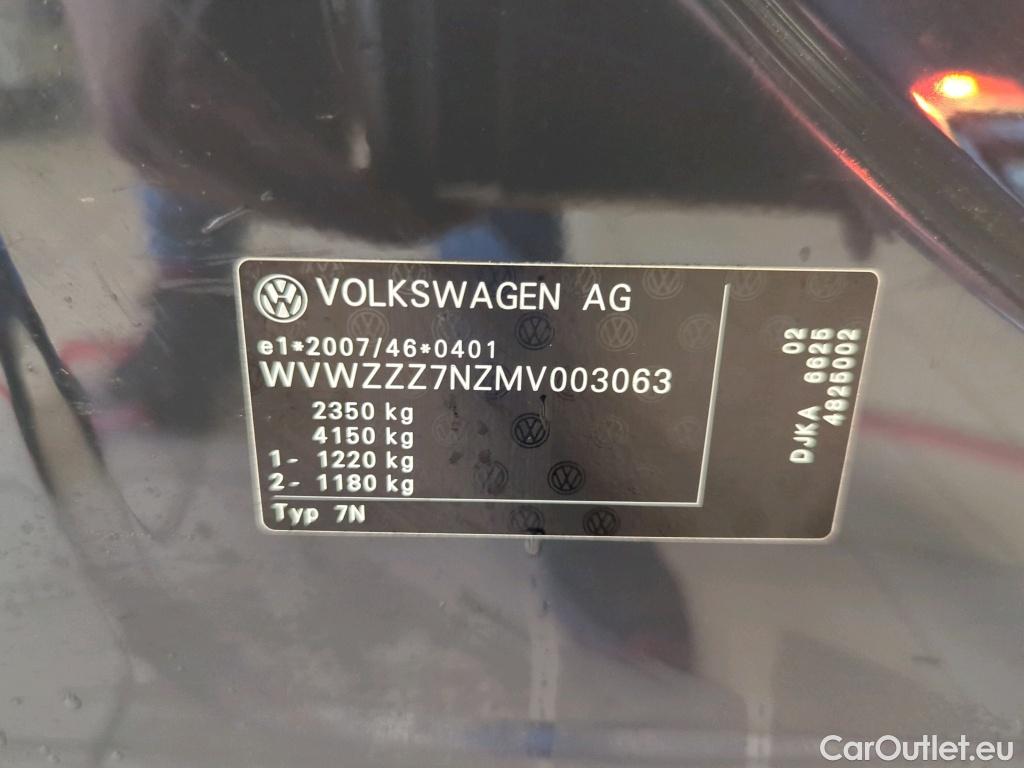 VOLKSWAGEN AG
e1*2007/46*0401
WVWZZZ7NZMV003063
2350 kg
4150 kg
1- 1220 kg
2- 1180 kg
Typ 7N
02
DJKA 6625
4825002
CarOutlet.eu